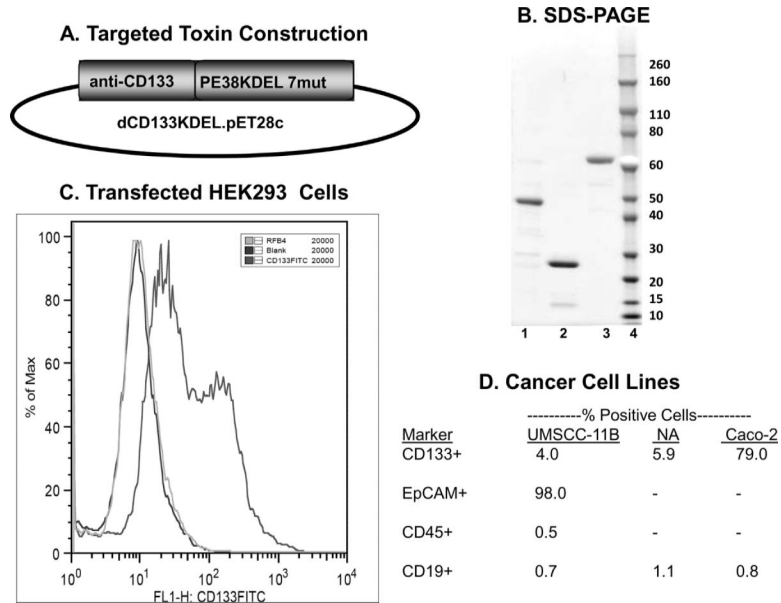 A. Targeted Toxin Construction
anti-CD133 PE38KDEL 7mut
dCD133KDEL.pET28c
B. SDS-PAGE
260
160
110
80
60
50
40
30
20
15
10
1 2 3 4
C. Transfected HEK293 Cells
RFB4 20000
Blank 20000
CD133FITC 20000
% of Max
100
80
60
40
20
0
10^0 10^1 10^2 10^3 10^4
FL1-H: CD133FITC
D. Cancer Cell Lines
----------% Positive Cells----------
Marker UMSCC-11B NA Caco-2
CD133+ 4.0 5.9 79.0
EpCAM+ 98.0 - -
CD45+ 0.5 - -
CD19+ 0.7 1.1 0.8